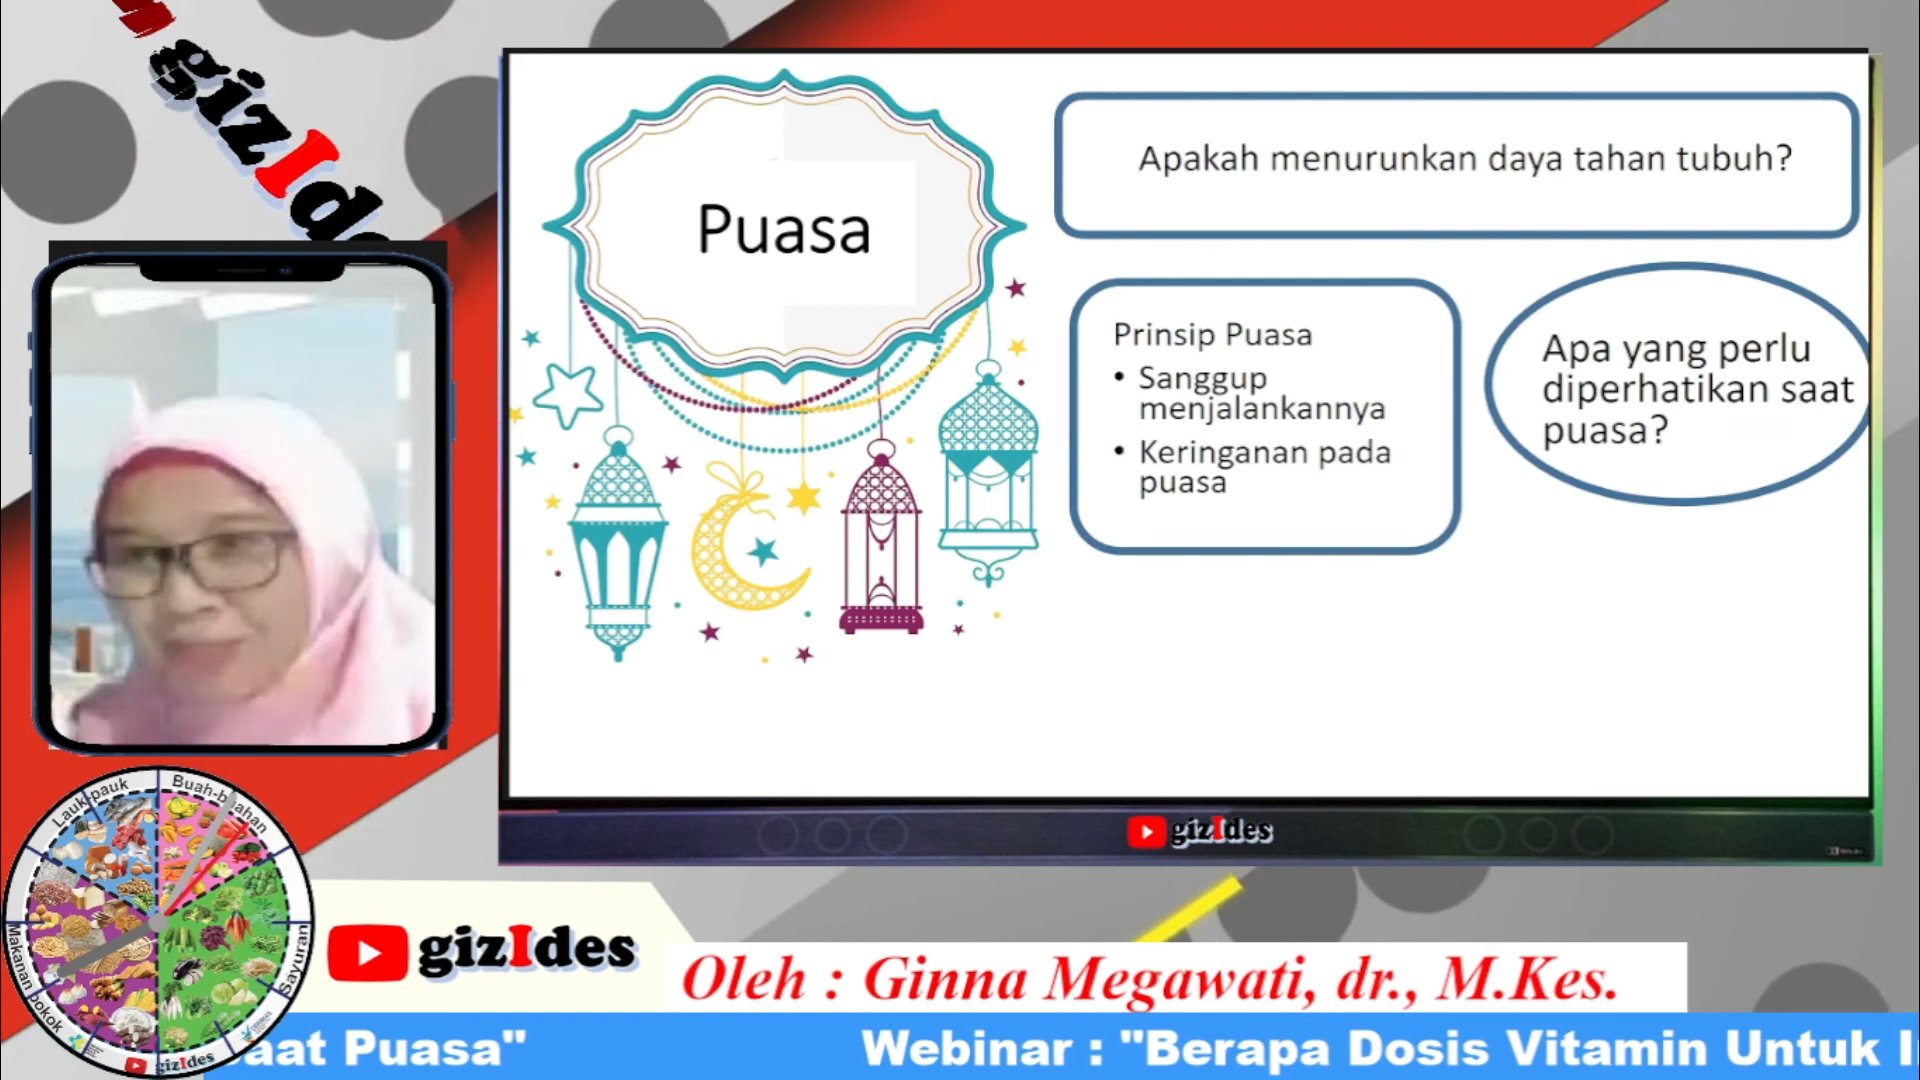 gizId
Puasa
Apakah menurunkan daya tahan tubuh?
Prinsip Puasa
• Sanggup
menjalankannya
• Keringanan pada
puasa
Apa yang perlu
diperhatikan saat
puasa?
gizIdes
Lauk-pauk
Buah-buahan
Makanan pokok
Sayuran
gizIdes
gizIdes
Oleh : Ginna Megawati, dr., M.Kes.
aat Puasa"
Webinar : "Berapa Dosis Vitamin Untuk I